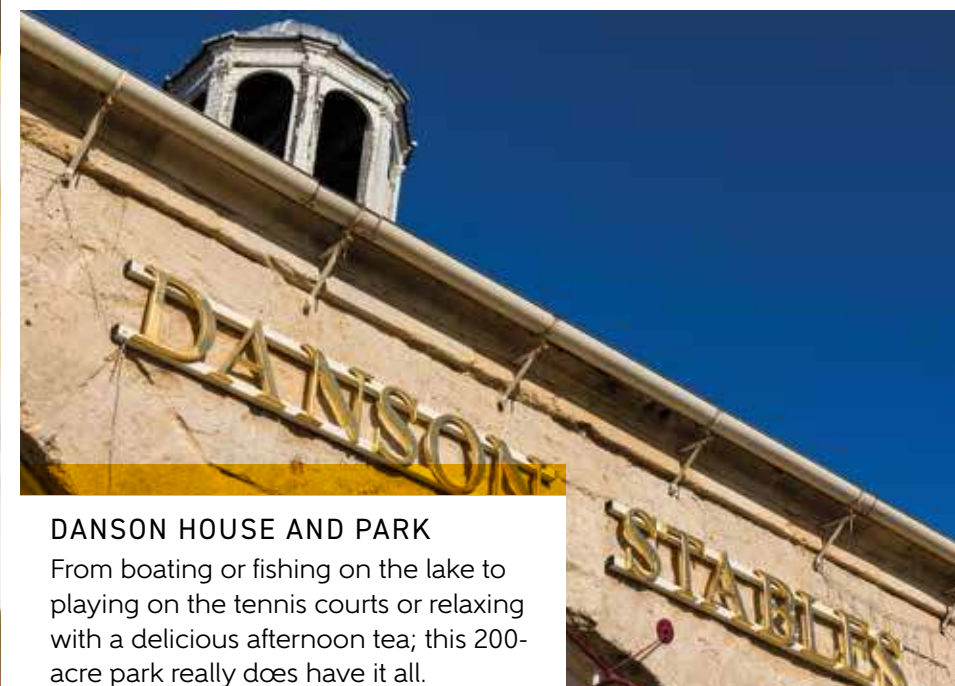 DANSON
STABLES
DANSON HOUSE AND PARK
From boating or fishing on the lake to
playing on the tennis courts or relaxing
with a delicious afternoon tea; this 200-
acre park really does have it all.